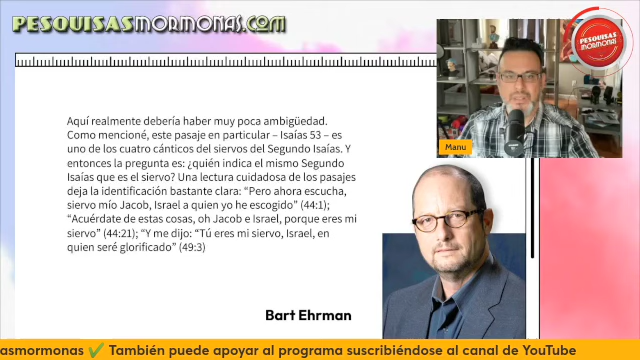 PESQUISASMORMONAS.COM
PESQUISAS
MORMONAS
Manu
Aquí realmente debería haber muy poca ambigüedad.
Como mencioné, este pasaje en particular – Isaías 53 – es
uno de los cuatro cánticos del siervos del Segundo Isaías. Y
entonces la pregunta es: ¿quién indica el mismo Segundo
Isaías que es el siervo? Una lectura cuidadosa de los pasajes
deja la identificación bastante clara: “Pero ahora escucha,
siervo mío Jacob, Israel a quien yo he escogido” (44:1);
“Acuérdate de estas cosas, oh Jacob e Israel, porque eres mi
siervo” (44:21); “Y me dijo: “Tú eres mi siervo, Israel, en
quien seré glorificado” (49:3)
Bart Ehrman
asmormonas ✔ También puede apoyar al programa suscribiéndose al canal de YouTube